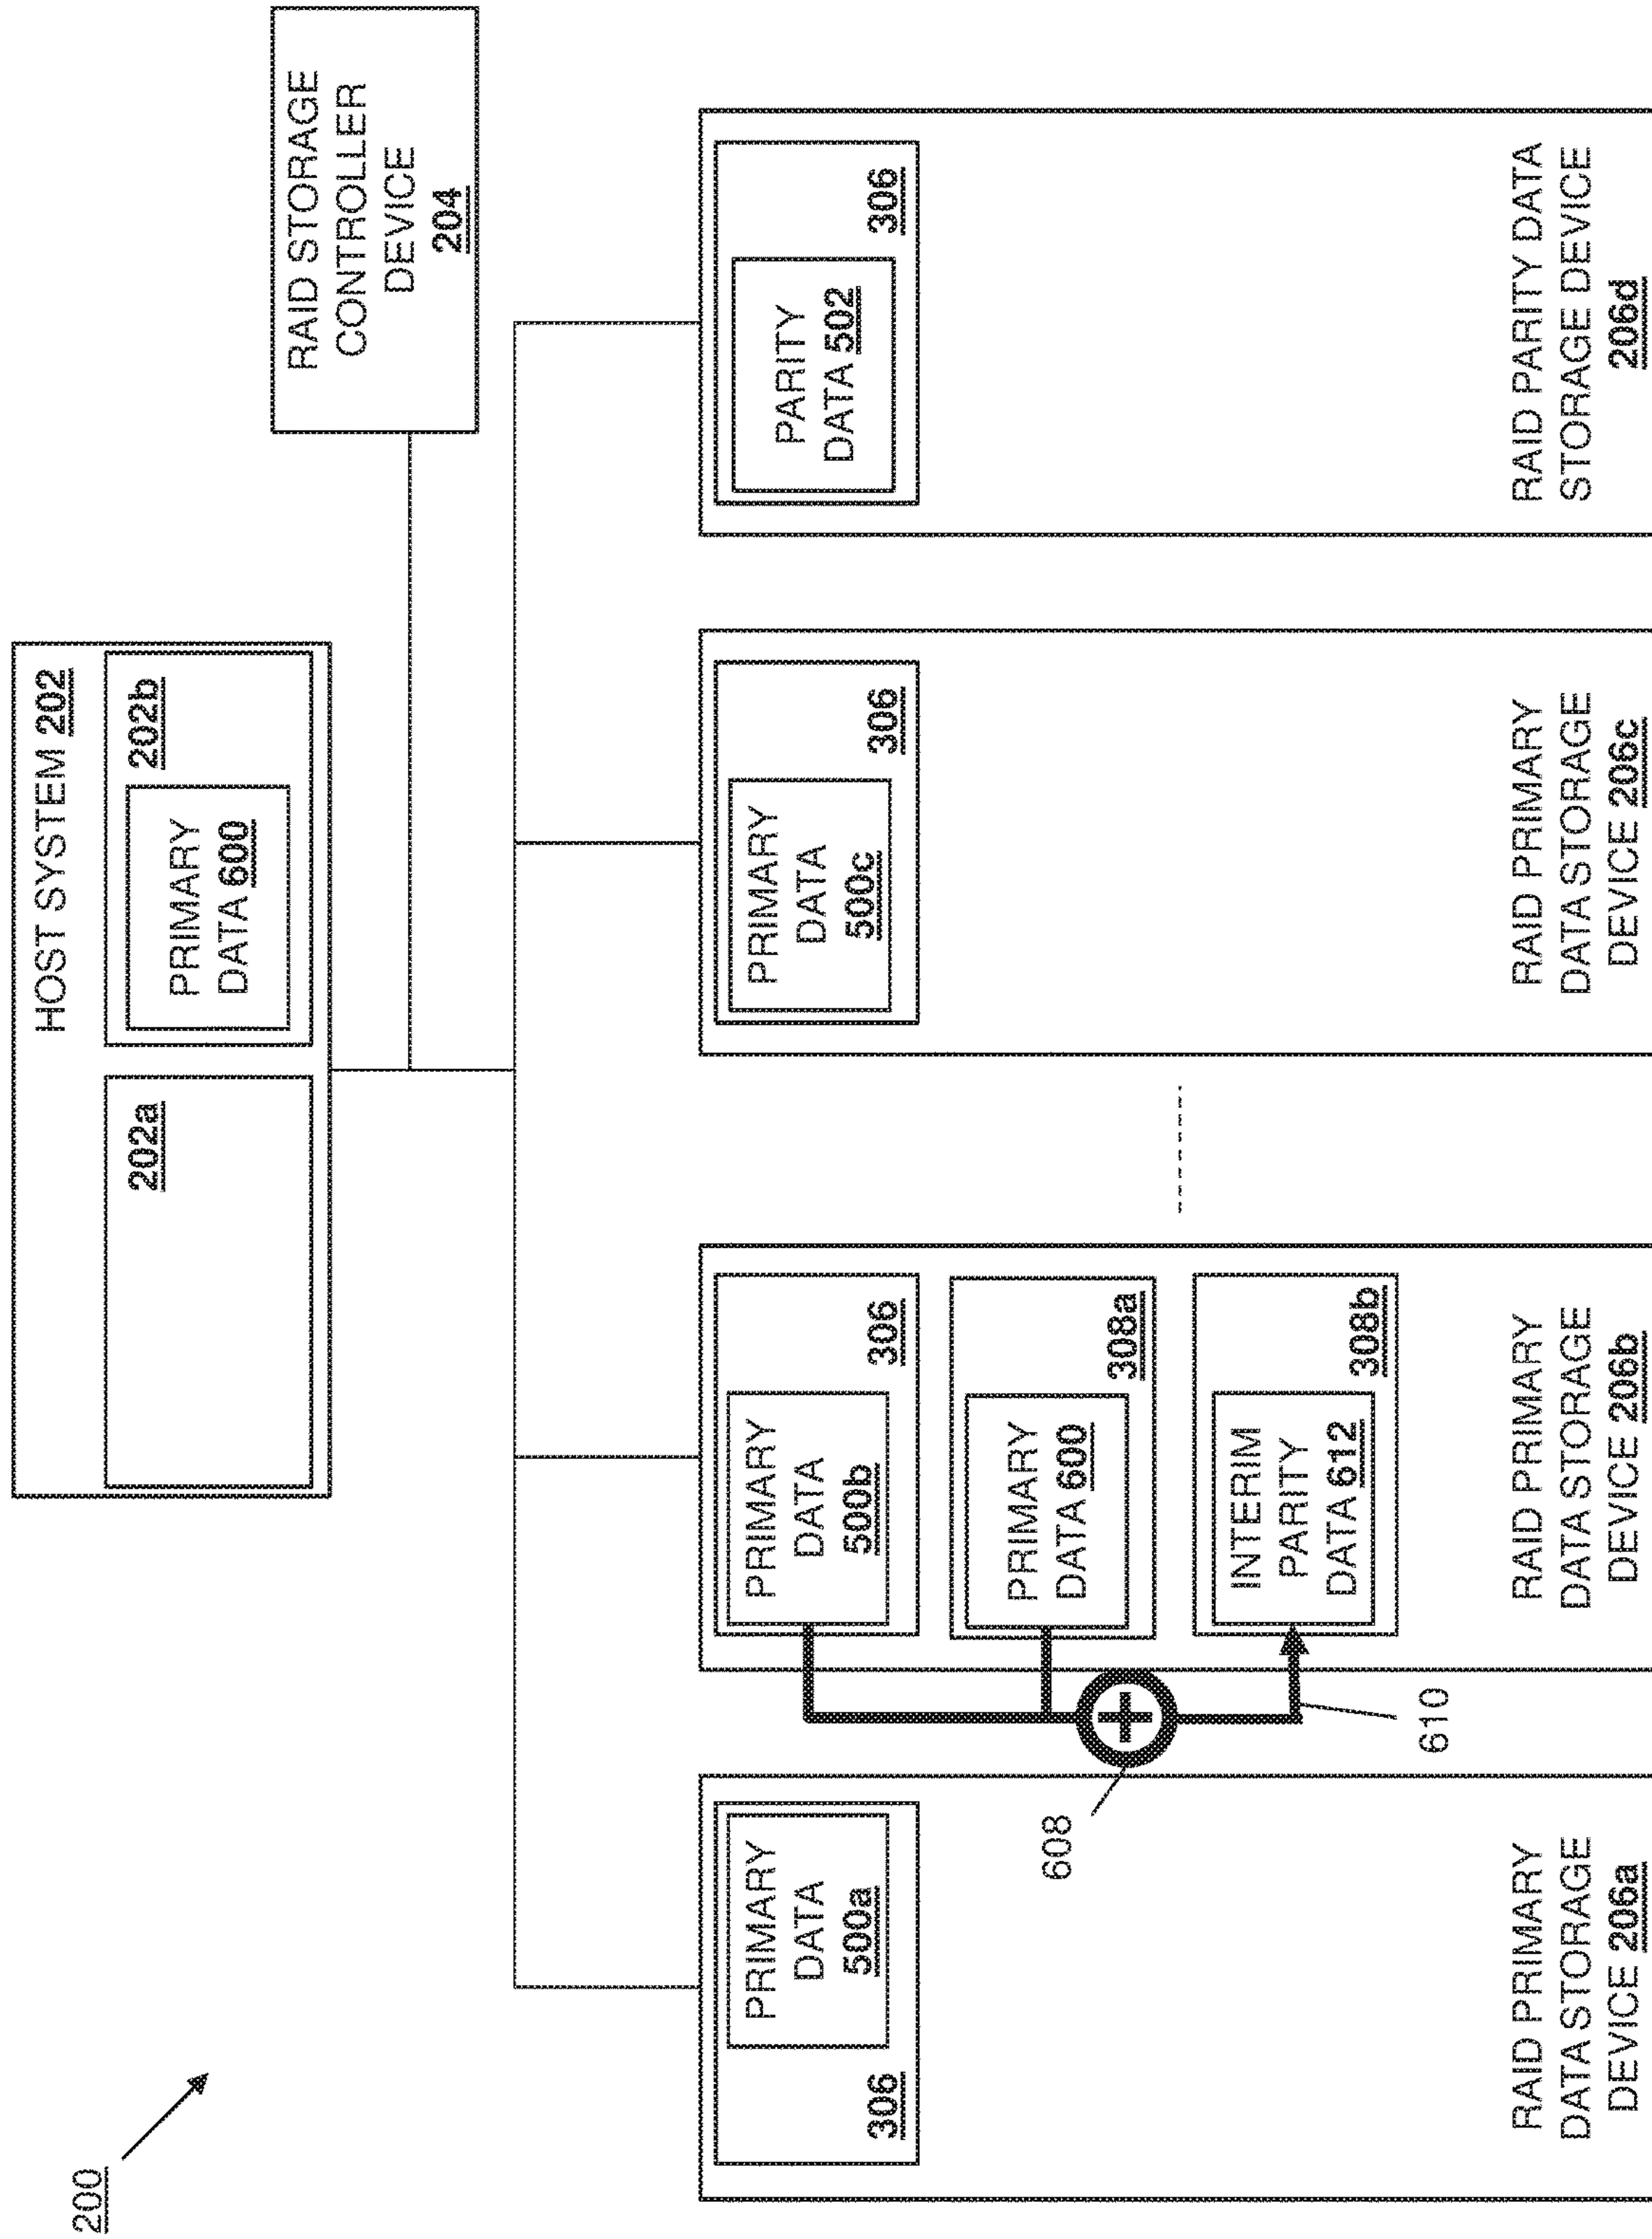 200
HOST SYSTEM 202
202a
202b
PRIMARY
DATA 600
RAID STORAGE
CONTROLLER
DEVICE
204
306
PRIMARY
DATA
500a
RAID PRIMARY
DATA STORAGE
DEVICE 206a
608
610
PRIMARY
DATA
500b
306
PRIMARY
DATA 600
308a
INTERIM
PARITY
DATA 612
308b
RAID PRIMARY
DATA STORAGE
DEVICE 206b
PRIMARY
DATA
500c
306
RAID PRIMARY
DATA STORAGE
DEVICE 206c
PARITY
DATA 502
306
RAID PARITY DATA
STORAGE DEVICE
206d